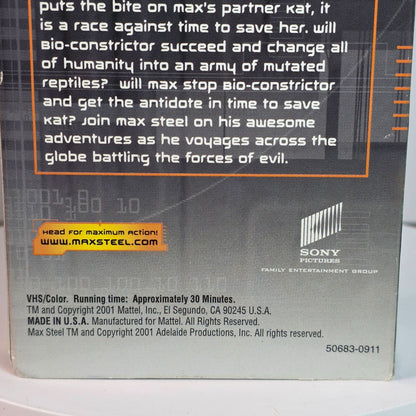 puts the bite on Max's partner Kat, it
is a race against time to save her. Will
Bio-Constrictor succeed and change all
of humanity into an army of mutated
reptiles? Will Max stop Bio-Constrictor
and get the antidote in time to save
Kat? Join Max Steel on his awesome
adventures as he voyages across the
globe battling the forces of evil.
Head for maximum action!
www.maxsteel.com
SONY
PICTURES
FAMILY ENTERTAINMENT GROUP
VHS/Color. Running time: Approximately 30 Minutes.
TM and Copyright 2001 Mattel, Inc., El Segundo, CA 90245 U.S.A.
MADE IN U.S.A. Manufactured for Mattel. All Rights Reserved.
Max Steel TM and Copyright 2001 Adelaide Productions, Inc. All rights reserved.
50683-0911